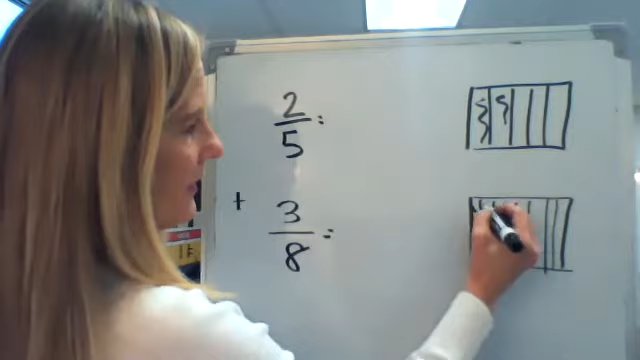 2/5 =
+ 3/8 =